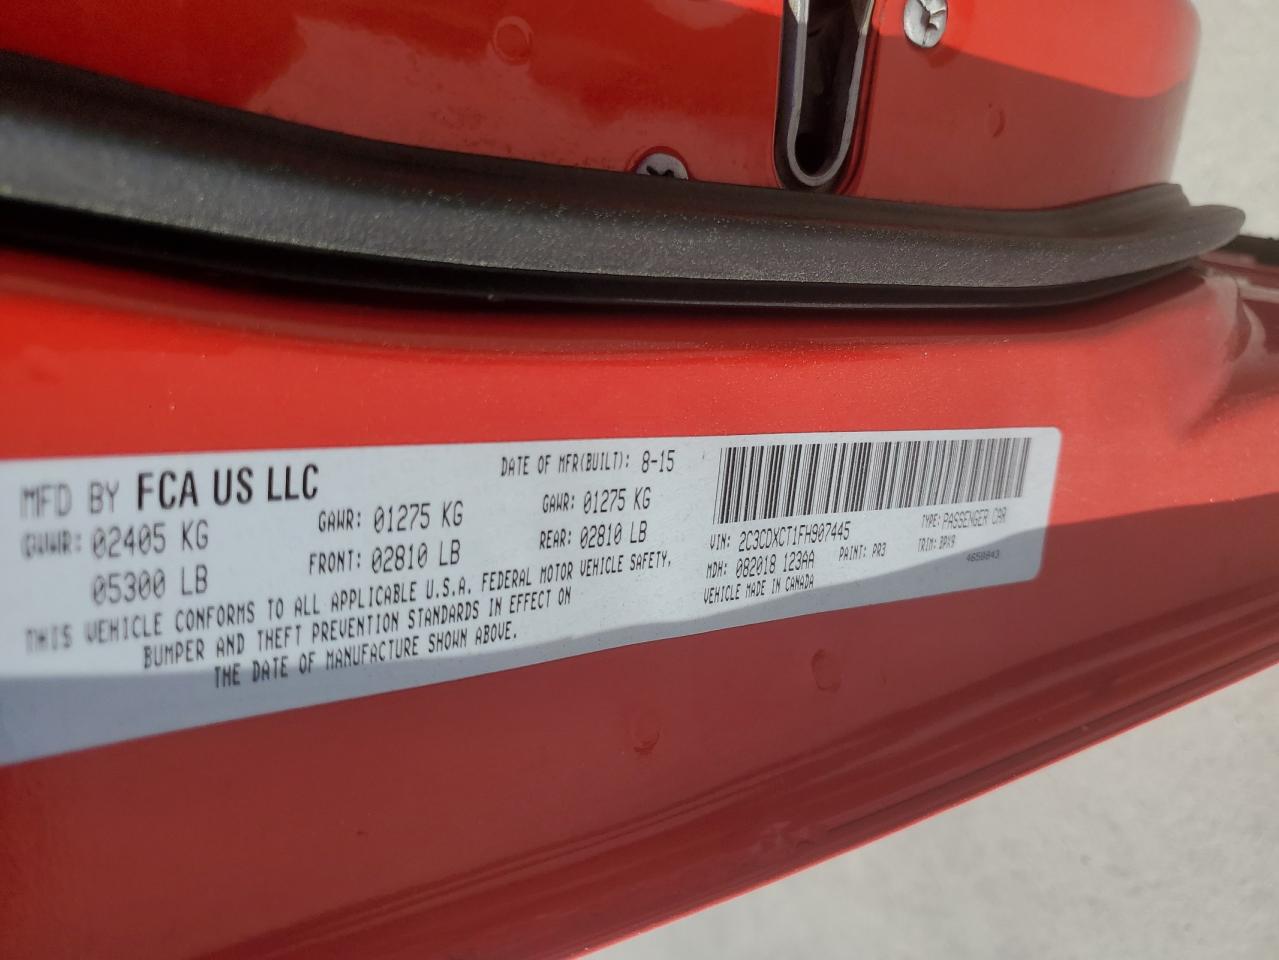 MFD BY FCA US LLC
DATE OF MFR(BUILT): 8-15
GVWR: 02405 KG
05300 LB
GAWR: 01275 KG
FRONT: 02810 LB
GAWR: 01275 KG
REAR: 02810 LB
THIS VEHICLE CONFORMS TO ALL APPLICABLE U.S.A. FEDERAL MOTOR VEHICLE SAFETY,
BUMPER AND THEFT PREVENTION STANDARDS IN EFFECT ON
THE DATE OF MANUFACTURE SHOWN ABOVE.
VIN: 2C3CDXCT1FH907445
TYPE: PASSENGER CAR
MDH: 082018 123AA
PAINT: PR3
TRIM: BPX9
VEHICLE MADE IN CANADA
4658843